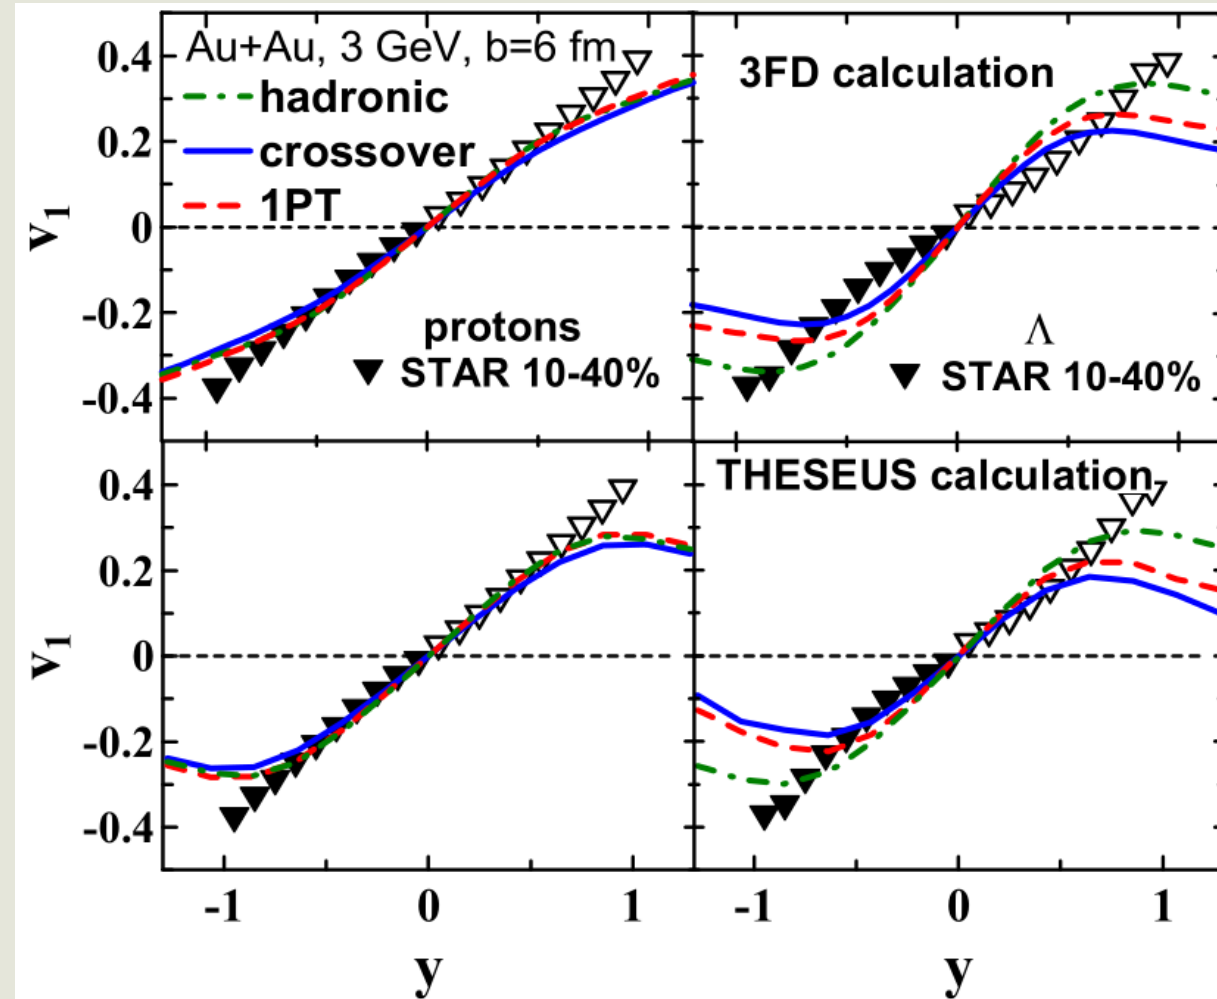 Au+Au, 3 GeV, b=6 fm
hadronic
crossover
1PT
protons
STAR 10-40%
3FD calculation
Λ
STAR 10-40%
THESEUS calculation
v1
0.4
0.2
0
-0.2
-0.4
v1
0.4
0.2
0
-0.2
-0.4
-1 0 1
-1 0 1
y
y